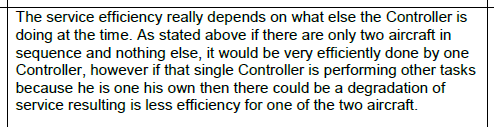 The service efficiency really depends on what else the Controller is
doing at the time. As stated above if there are only two aircraft in
sequence and nothing else, it would be very efficiently done by one
Controller, however if that single Controller is performing other tasks
because he is one his own then there could be a degradation of
service resulting is less efficiency for one of the two aircraft.